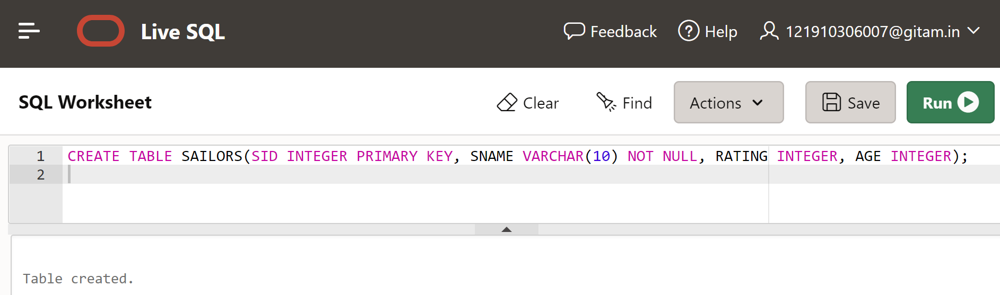 Live SQL Feedback Help 121910306007@gitam.in
SQL Worksheet Clear Find Actions Save Run
1 CREATE TABLE SAILORS(SID INTEGER PRIMARY KEY, SNAME VARCHAR(10) NOT NULL, RATING INTEGER, AGE INTEGER);
2
Table created.